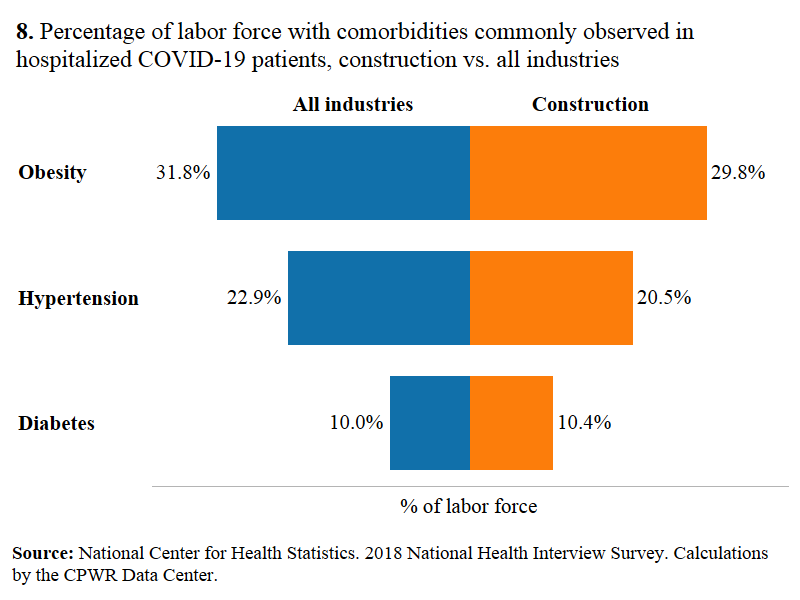 8. Percentage of labor force with comorbidities commonly observed in
hospitalized COVID-19 patients, construction vs. all industries
All industries Construction
Obesity 31.8% 29.8%
Hypertension 22.9% 20.5%
Diabetes 10.0% 10.4%
% of labor force
Source: National Center for Health Statistics. 2018 National Health Interview Survey. Calculations
by the CPWR Data Center.